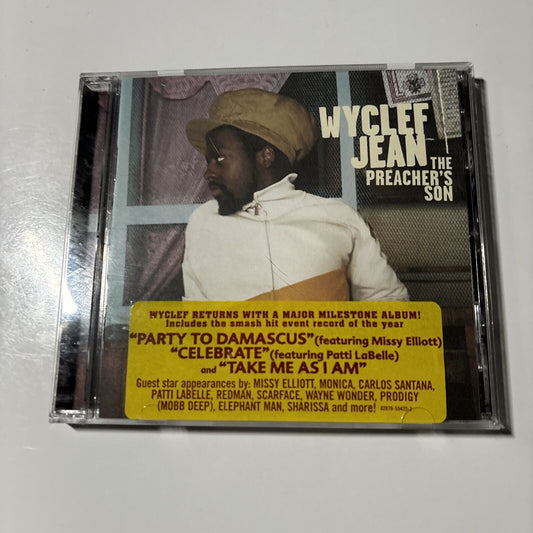 WYCLEF
JEAN THE
PREACHER'S
SON
WYCLEF RETURNS WITH A MAJOR MILESTONE ALBUM!
Includes the smash hit event record of the year
"PARTY TO DAMASCUS" (featuring Missy Elliott)
"CELEBRATE" (featuring Patti LaBelle)
and "TAKE ME AS I AM"
Guest star appearances by: MISSY ELLIOTT, MONICA, CARLOS SANTANA,
PATTI LABELLE, REDMAN, SCARFACE, WAYNE WONDER, PRODIGY
(MOBB DEEP), ELEPHANT MAN, SHARISSA and more!